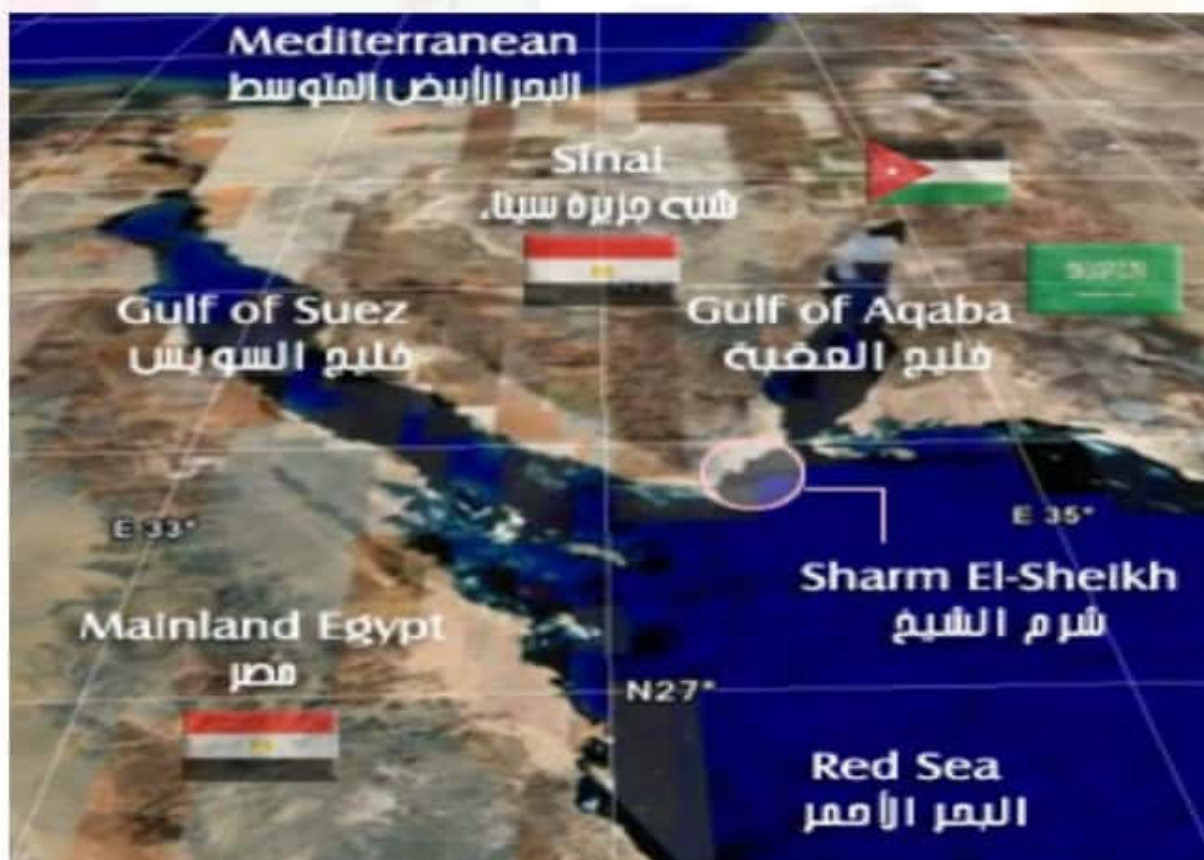 Mediterranean
البحر الأبيض المتوسط
Sinai
شبه جزيرة سيناء
Gulf of Suez
خليج السويس
Gulf of Aqaba
خليج العقبة
E 33°
E 35°
Sharm El-Sheikh
شرم الشيخ
Mainland Egypt
مصر
N27°
Red Sea
البحر الأحمر